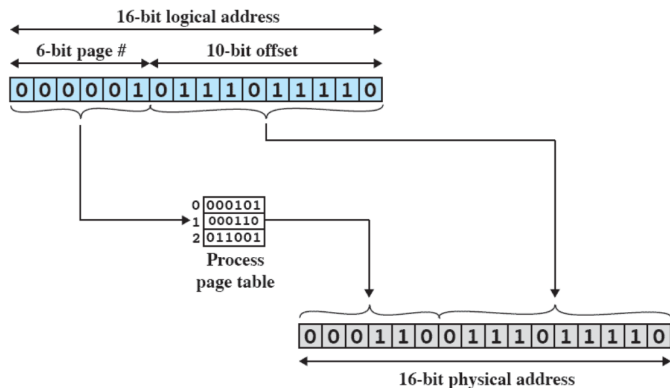 16-bit logical address
6-bit page # 10-bit offset
0 0 0 0 0 1 0 1 1 1 0 1 1 1 1 0
0 000101
1 000110
2 011001
Process
page table
0 0 0 1 1 0 0 1 1 1 0 1 1 1 1 0
16-bit physical address